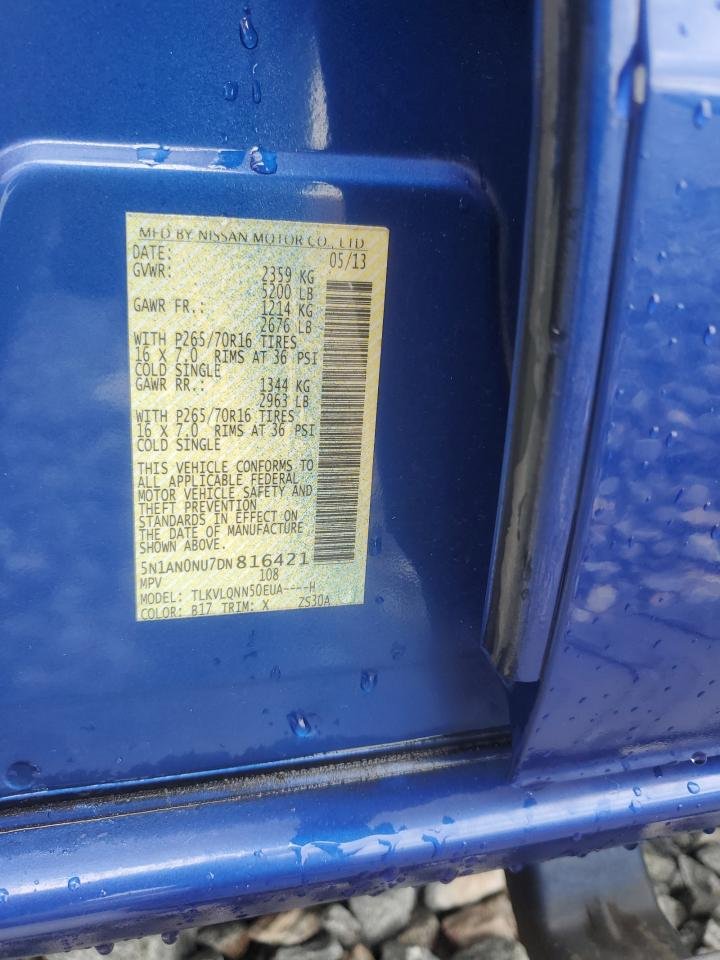 MFD BY NISSAN MOTOR CO., LTD.
DATE: 05/13
GVWR: 2359 KG
5200 LB
GAWR FR.: 1214 KG
2676 LB
WITH P265/70R16 TIRES
16 X 7.0 RIMS AT 36 PSI
COLD SINGLE
GAWR RR.: 1344 KG
2963 LB
WITH P265/70R16 TIRES
16 X 7.0 RIMS AT 36 PSI
COLD SINGLE
THIS VEHICLE CONFORMS TO
ALL APPLICABLE FEDERAL
MOTOR VEHICLE SAFETY AND
THEFT PREVENTION
STANDARDS IN EFFECT ON
THE DATE OF MANUFACTURE
SHOWN ABOVE.
5N1AN0NU7DN816421
MPV 108
MODEL: TLKVLQNN50EUA----H
COLOR: B17 TRIM: X ZS30A